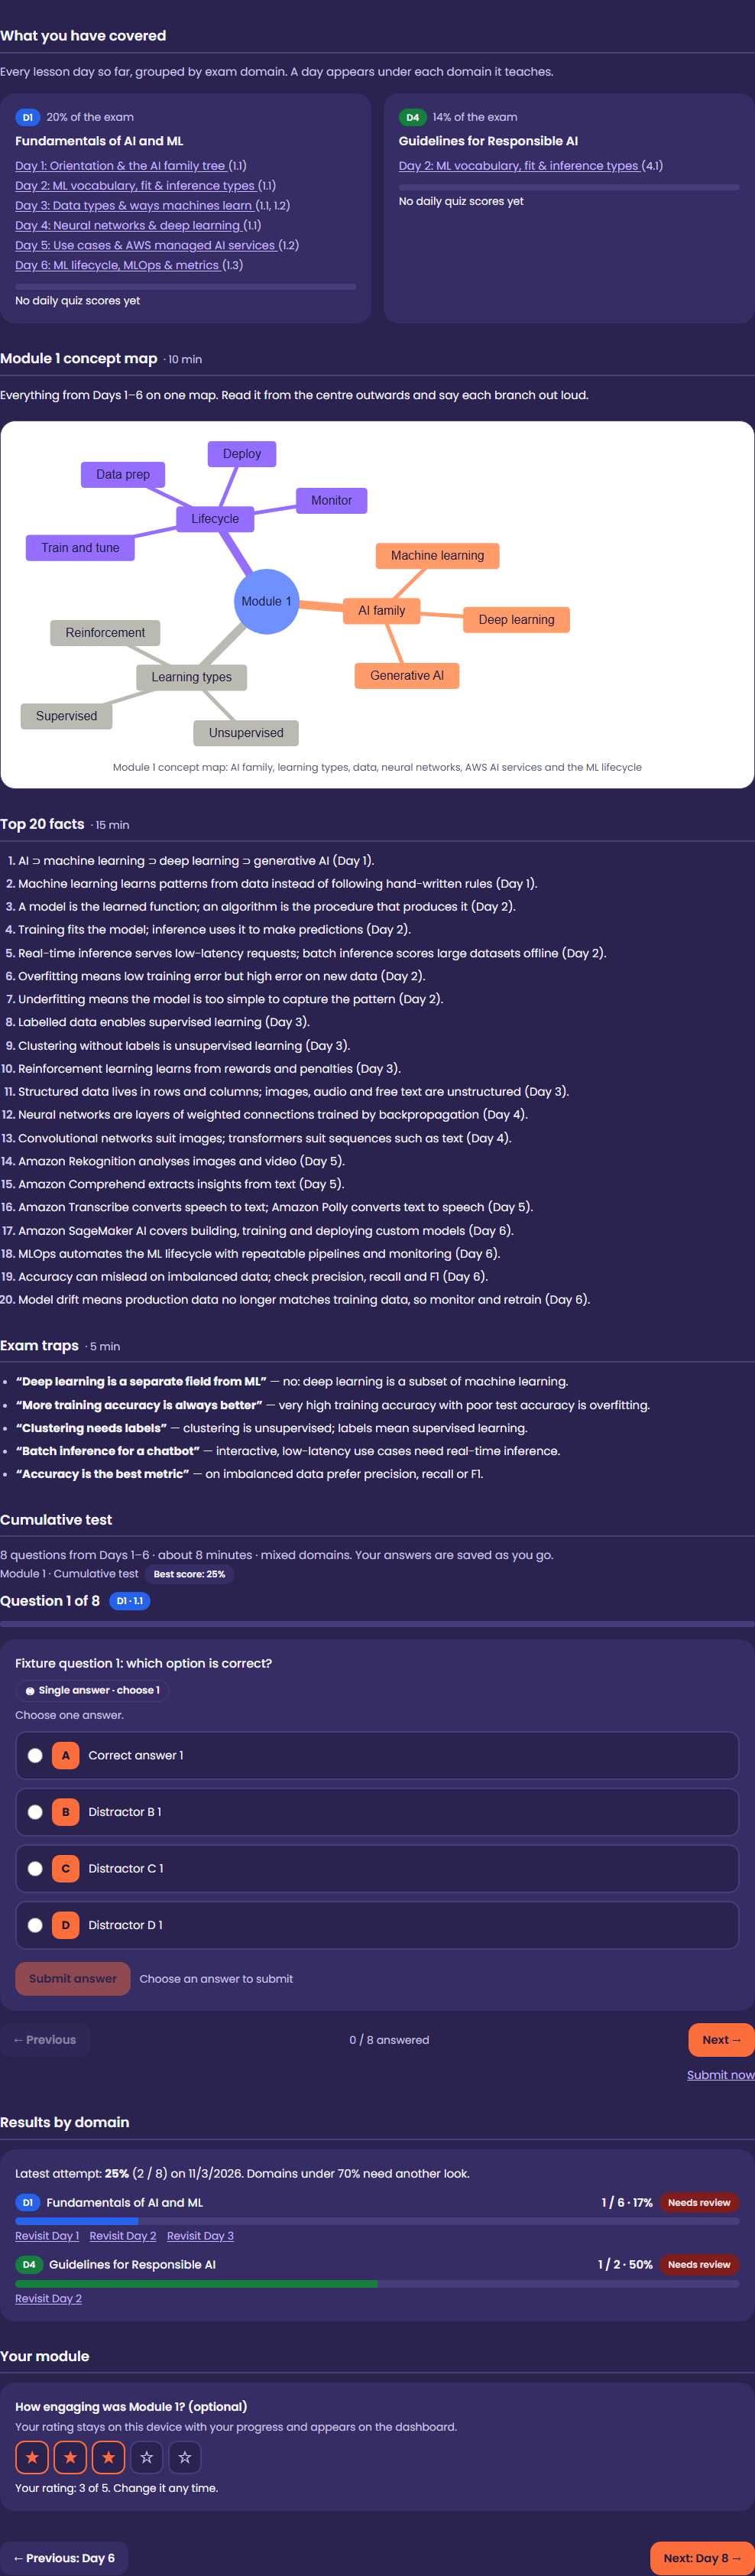 What you have covered
Every lesson day so far, grouped by exam domain. A day appears under each domain it teaches.
D1 20% of the exam
Fundamentals of AI and ML
Day 1: Orientation & the AI family tree (1.1)
Day 2: ML vocabulary, fit & inference types (1.1)
Day 3: Data types & ways machines learn (1.1, 1.2)
Day 4: Neural networks & deep learning (1.1)
Day 5: Use cases & AWS managed AI services (1.2)
Day 6: ML lifecycle, MLOps & metrics (1.3)
No daily quiz scores yet
D4 14% of the exam
Guidelines for Responsible AI
Day 2: ML vocabulary, fit & inference types (4.1)
No daily quiz scores yet
Module 1 concept map · 10 min
Everything from Days 1–6 on one map. Read it from the centre outwards and say each branch out loud.
Deploy
Data prep
Monitor
Lifecycle
Train and tune
Machine learning
Module 1
AI family
Deep learning
Reinforcement
Generative AI
Learning types
Supervised
Unsupervised
Module 1 concept map: AI family, learning types, data, neural networks, AWS AI services and the ML lifecycle
Top 20 facts · 15 min
1. AI ⊃ machine learning ⊃ deep learning ⊃ generative AI (Day 1).
2. Machine learning learns patterns from data instead of following hand-written rules (Day 1).
3. A model is the learned function; an algorithm is the procedure that produces it (Day 2).
4. Training fits the model; inference uses it to make predictions (Day 2).
5. Real-time inference serves low-latency requests; batch inference scores large datasets offline (Day 2).
6. Overfitting means low training error but high error on new data (Day 2).
7. Underfitting means the model is too simple to capture the pattern (Day 2).
8. Labelled data enables supervised learning (Day 3).
9. Clustering without labels is unsupervised learning (Day 3).
10. Reinforcement learning learns from rewards and penalties (Day 3).
11. Structured data lives in rows and columns; images, audio and free text are unstructured (Day 3).
12. Neural networks are layers of weighted connections trained by backpropagation (Day 4).
13. Convolutional networks suit images; transformers suit sequences such as text (Day 4).
14. Amazon Rekognition analyses images and video (Day 5).
15. Amazon Comprehend extracts insights from text (Day 5).
16. Amazon Transcribe converts speech to text; Amazon Polly converts text to speech (Day 5).
17. Amazon SageMaker AI covers building, training and deploying custom models (Day 6).
18. MLOps automates the ML lifecycle with repeatable pipelines and monitoring (Day 6).
19. Accuracy can mislead on imbalanced data; check precision, recall and F1 (Day 6).
20. Model drift means production data no longer matches training data, so monitor and retrain (Day 6).
Exam traps · 5 min
• “Deep learning is a separate field from ML” — no: deep learning is a subset of machine learning.
• “More training accuracy is always better” — very high training accuracy with poor test accuracy is overfitting.
• “Clustering needs labels” — clustering is unsupervised; labels mean supervised learning.
• “Batch inference for a chatbot” — interactive, low-latency use cases need real-time inference.
• “Accuracy is the best metric” — on imbalanced data prefer precision, recall or F1.
Cumulative test
8 questions from Days 1–6 · about 8 minutes · mixed domains. Your answers are saved as you go.
Module 1 · Cumulative test Best score: 25%
Question 1 of 8 D1 · 1.1
Fixture question 1: which option is correct?
◉ Single answer · choose 1
Choose one answer.
A Correct answer 1
B Distractor B 1
C Distractor C 1
D Distractor D 1
Submit answer Choose an answer to submit
← Previous 0 / 8 answered Next →
Submit now
Results by domain
Latest attempt: 25% (2 / 8) on 11/3/2026. Domains under 70% need another look.
D1 Fundamentals of AI and ML 1 / 6 · 17% Needs review
Revisit Day 1 Revisit Day 2 Revisit Day 3
D4 Guidelines for Responsible AI 1 / 2 · 50% Needs review
Revisit Day 2
Your module
How engaging was Module 1? (optional)
Your rating stays on this device with your progress and appears on the dashboard.
★ ★ ★ ☆ ☆
Your rating: 3 of 5. Change it any time.
← Previous: Day 6 Next: Day 8 →